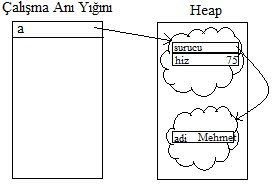 Çalışma Anı Yığını
Heap
a
surucu
hiz 75
adi Mehmet